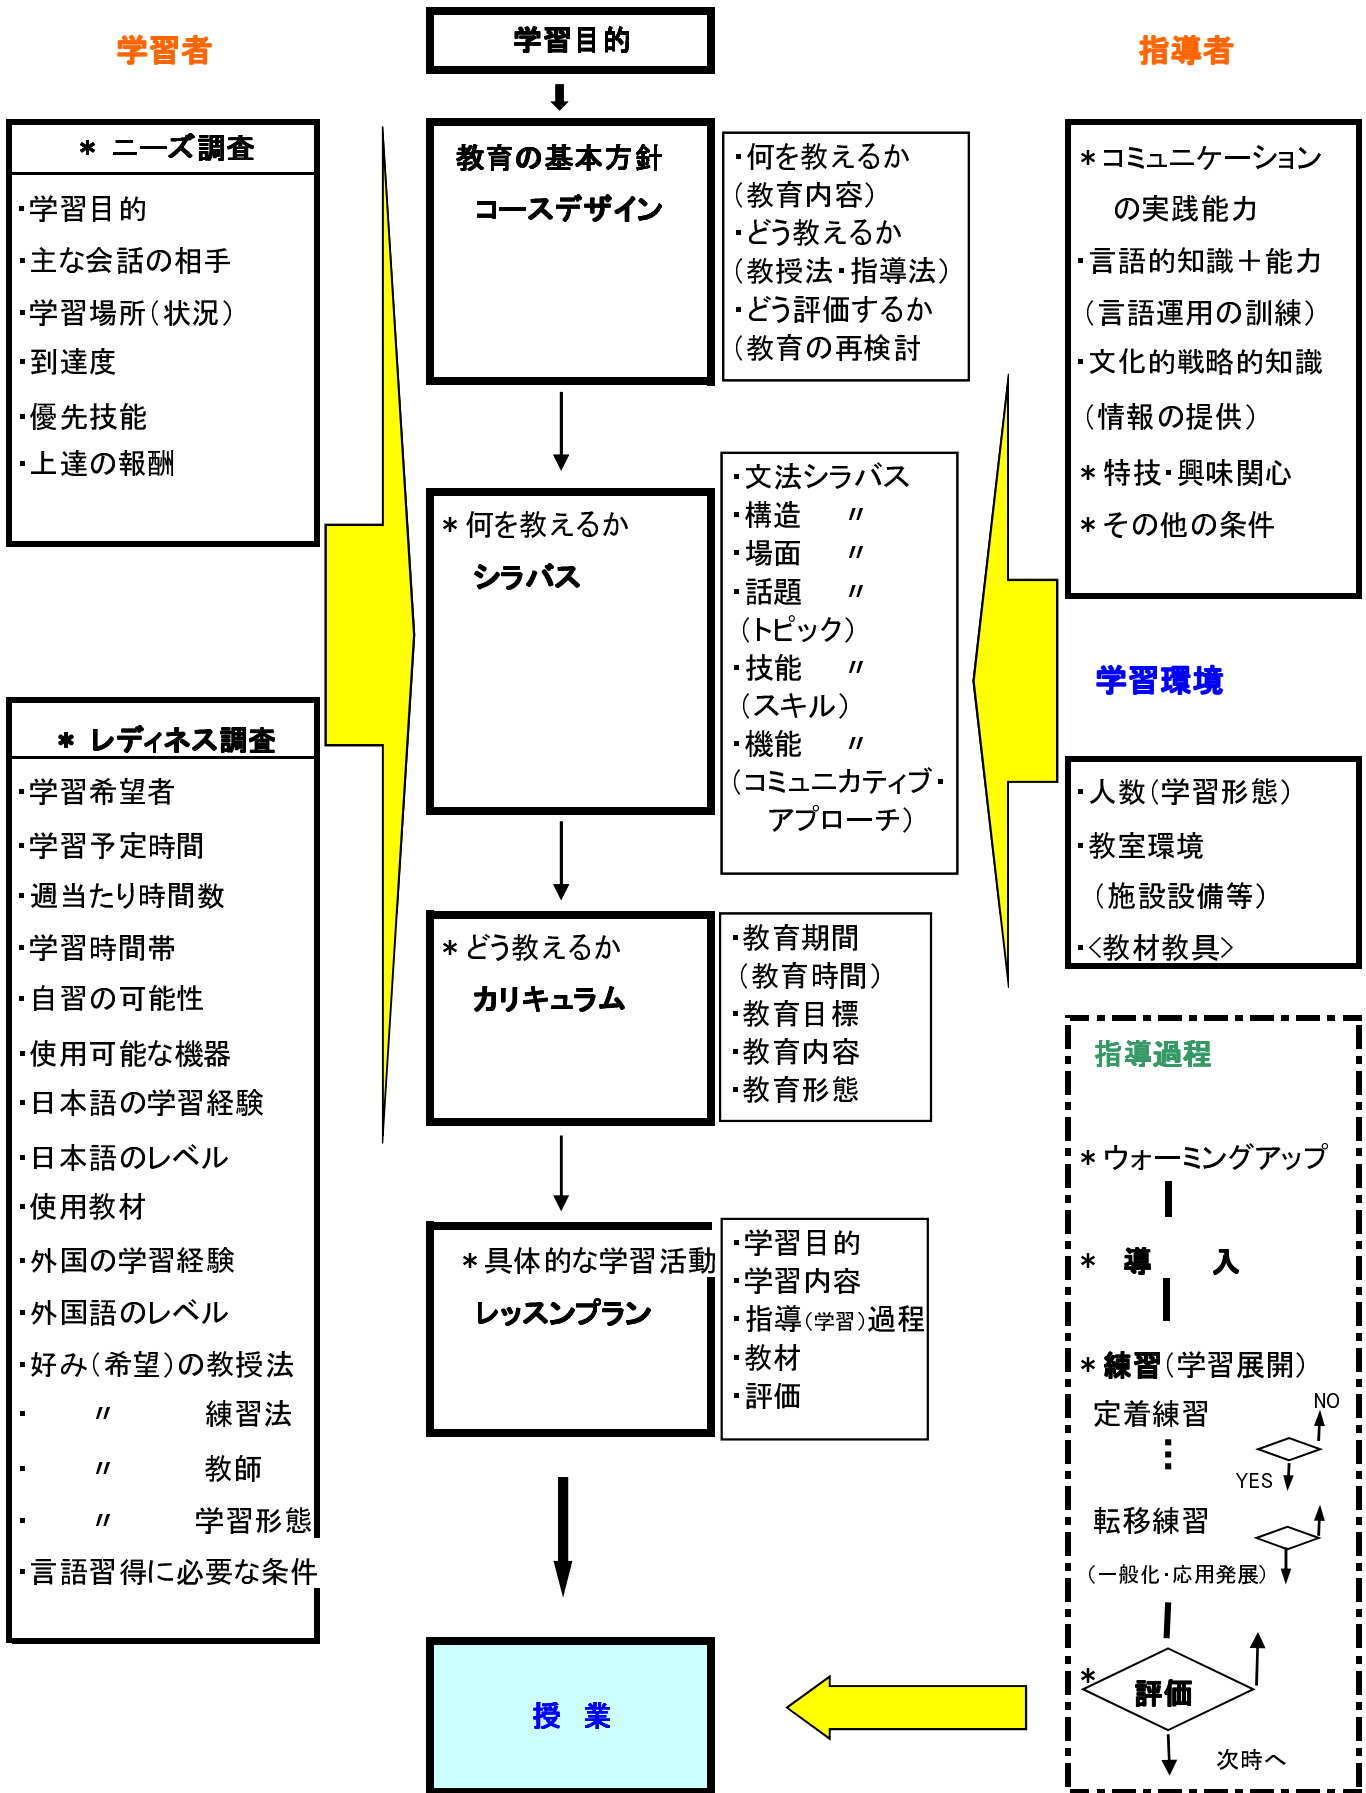 学習者
＊ ニーズ調査
・学習目的
・主な会話の相手
・学習場所（状況）
・到達度
・優先技能
・上達の報酬
＊ レディネス調査
・学習希望者
・学習予定時間
・週当たり時間数
・学習時間帯
・自習の可能性
・使用可能な機器
・日本語の学習経験
・日本語のレベル
・使用教材
・外国の学習経験
・外国語のレベル
・好み（希望）の教授法
・ 〃 練習法
・ 〃 教師
・ 〃 学習形態
・言語習得に必要な条件
学習目的
教育の基本方針
コースデザイン
・何を教えるか
（教育内容）
・どう教えるか
（教授法・指導法）
・どう評価するか
（教育の再検討
＊何を教えるか
シラバス
・文法シラバス
・構造 〃
・場面 〃
・話題 〃
（トピック）
・技能 〃
（スキル）
・機能 〃
（コミュニカティブ・
アプローチ）
＊どう教えるか
カリキュラム
・教育期間
（教育時間）
・教育目標
・教育内容
・教育形態
＊具体的な学習活動
レッスンプラン
・学習目的
・学習内容
・指導（学習）過程
・教材
・評価
授 業
指導者
＊コミュニケーション
の実践能力
・言語的知識＋能力
（言語運用の訓練）
・文化的戦略的知識
（情報の提供）
＊特技・興味関心
＊その他の条件
学習環境
・人数（学習形態）
・教室環境
（施設設備等）
・＜教材教具＞
指導過程
＊ウォーミングアップ
＊ 導 入
＊練習（学習展開）
定着練習
NO
YES
転移練習
（一般化・応用発展）
＊
評価
次時へ